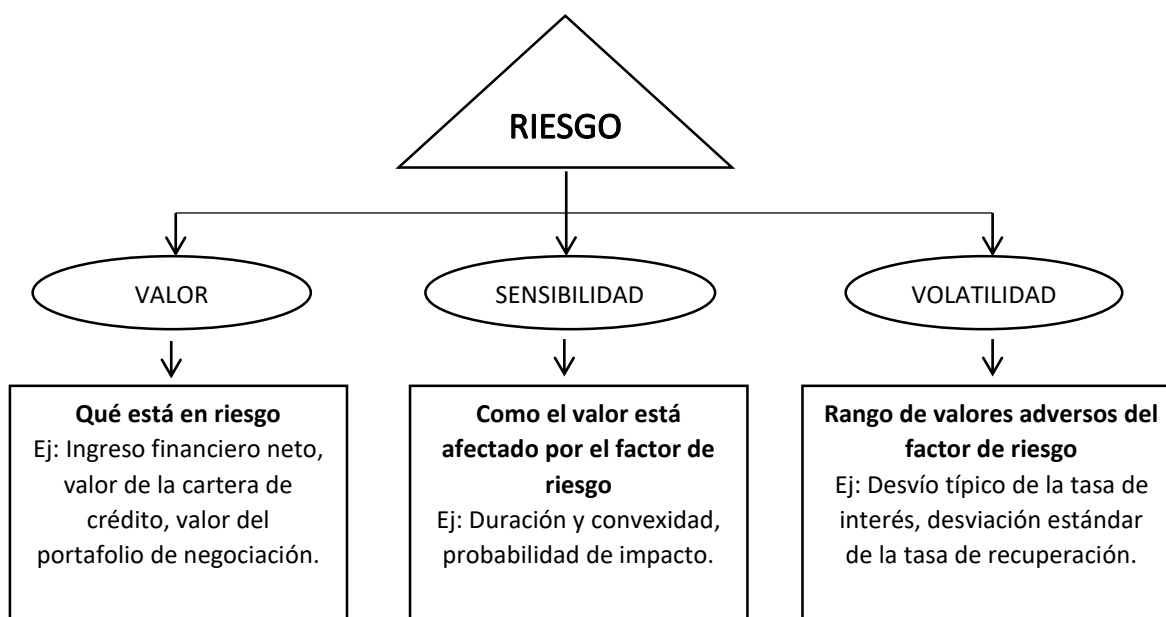 RIESGO
VALOR
SENSIBILIDAD
VOLATILIDAD
Qué está en riesgo
Ej: Ingreso financiero neto,
valor de la cartera de
crédito, valor del
portafolio de negociación.
Como el valor está
afectado por el factor de
riesgo
Ej: Duración y convexidad,
probabilidad de impacto.
Rango de valores adversos del
factor de riesgo
Ej: Desvío típico de la tasa de
interés, desviación estándar
de la tasa de recuperación.